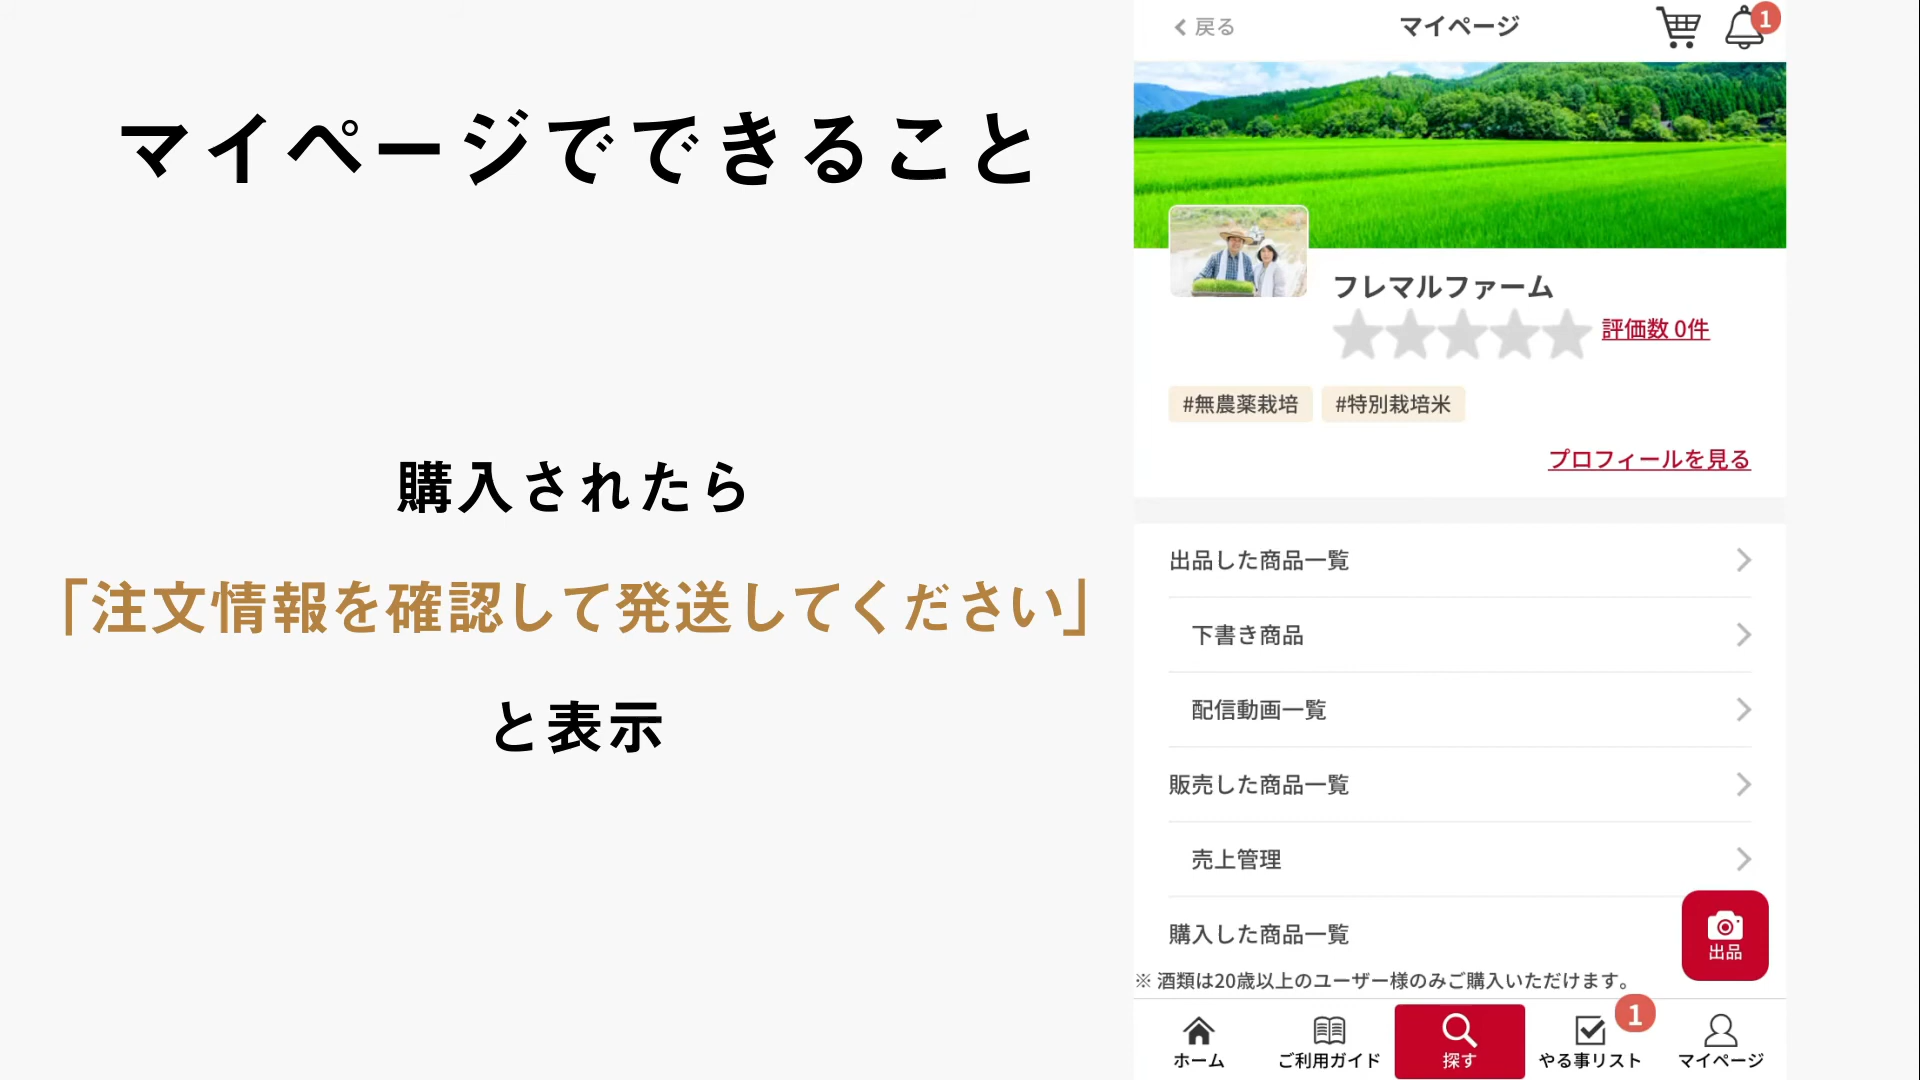 マイページでできること
購入されたら
「注文情報を確認して発送してください」
と表示
戻る
マイページ
1
フレマルファーム
評価数 0件
#無農薬栽培 #特別栽培米
プロフィールを見る
出品した商品一覧
下書き商品
配信動画一覧
販売した商品一覧
売上管理
購入した商品一覧
出品
※ 酒類は20歳以上のユーザー様のみご購入いただけます。
1
ホーム ご利用ガイド 探す やる事リスト マイページ